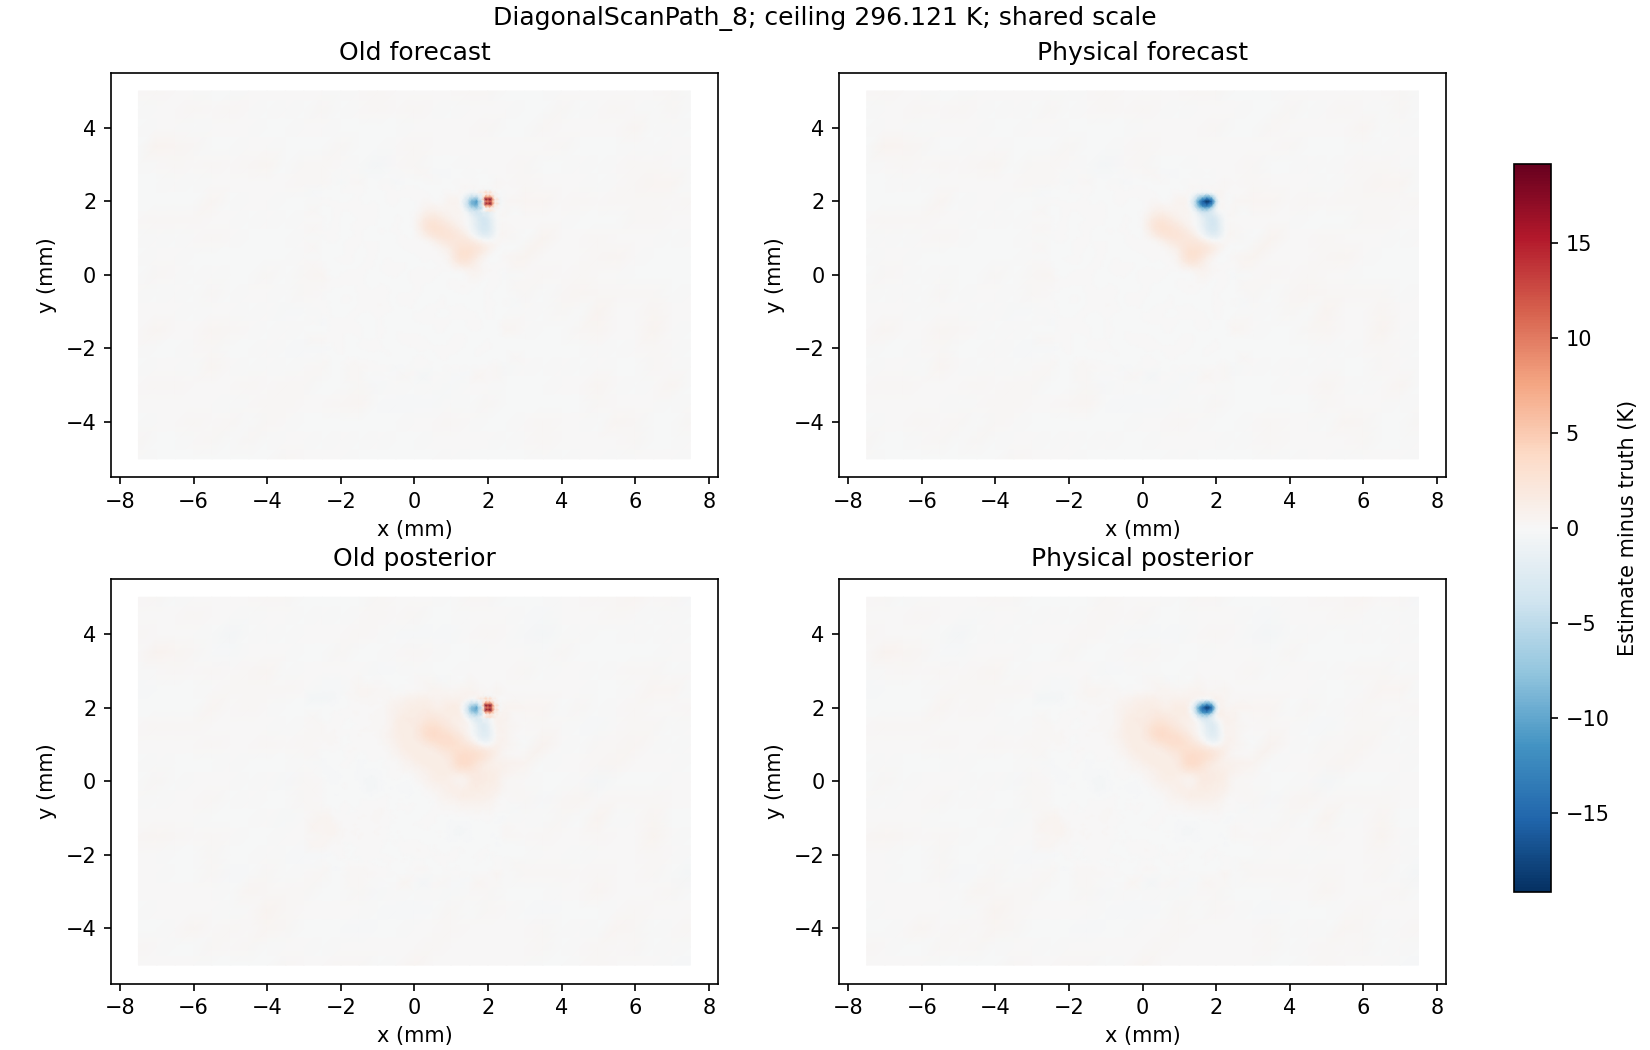 DiagonalScanPath_8; ceiling 296.121 K; shared scale
Old forecast
4
2
0
−2
−4
y (mm)
−8 −6 −4 −2 0 2 4 6 8
x (mm)
Physical forecast
4
2
0
−2
−4
y (mm)
−8 −6 −4 −2 0 2 4 6 8
x (mm)
Old posterior
4
2
0
−2
−4
y (mm)
−8 −6 −4 −2 0 2 4 6 8
x (mm)
Physical posterior
4
2
0
−2
−4
y (mm)
−8 −6 −4 −2 0 2 4 6 8
x (mm)
15
10
5
0
−5
−10
−15
Estimate minus truth (K)